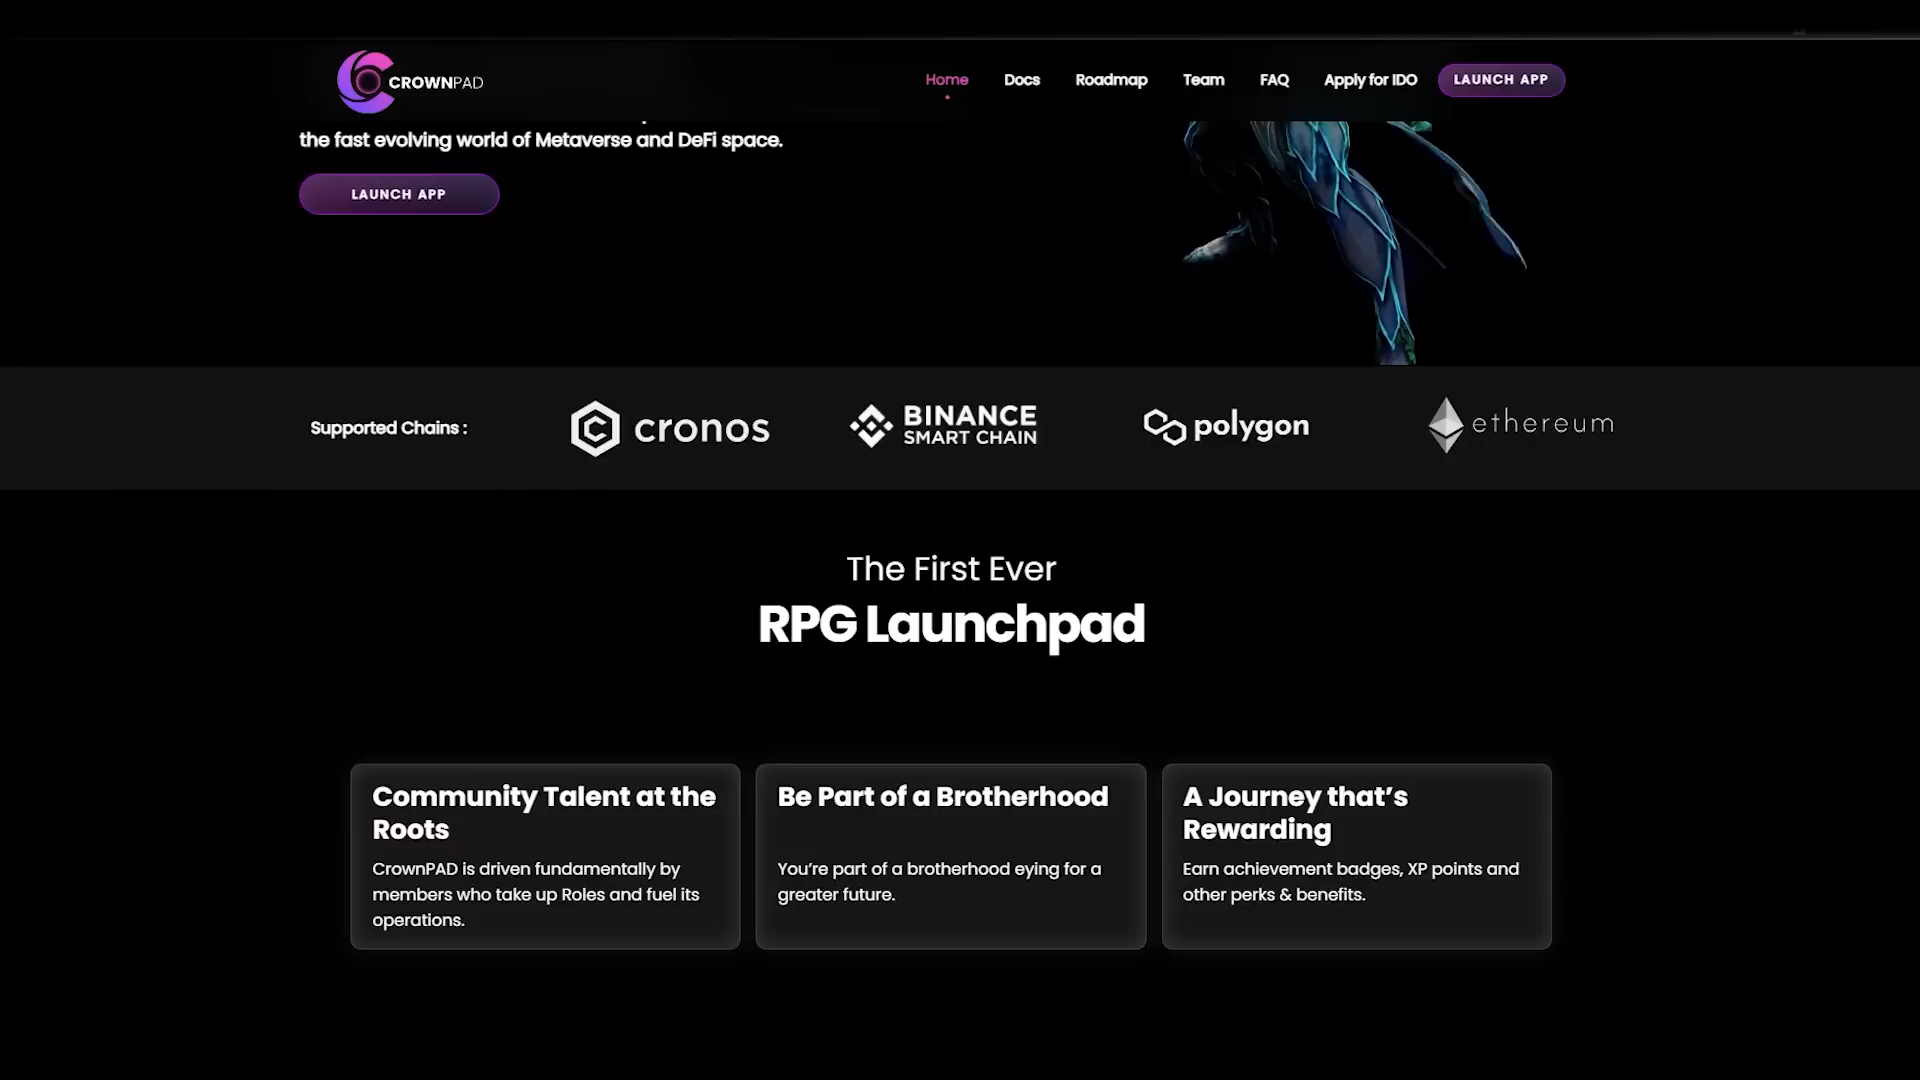 CROWNPAD
Home Docs Roadmap Team FAQ Apply for IDO LAUNCH APP
the fast evolving world of Metaverse and DeFi space.
LAUNCH APP
Supported Chains :
cronos
BINANCE
SMART CHAIN
polygon
ethereum
The First Ever
RPG Launchpad
Community Talent at the
Roots
CrownPAD is driven fundamentally by
members who take up Roles and fuel its
operations.
Be Part of a Brotherhood
You’re part of a brotherhood eying for a
greater future.
A Journey that’s
Rewarding
Earn achievement badges, XP points and
other perks & benefits.